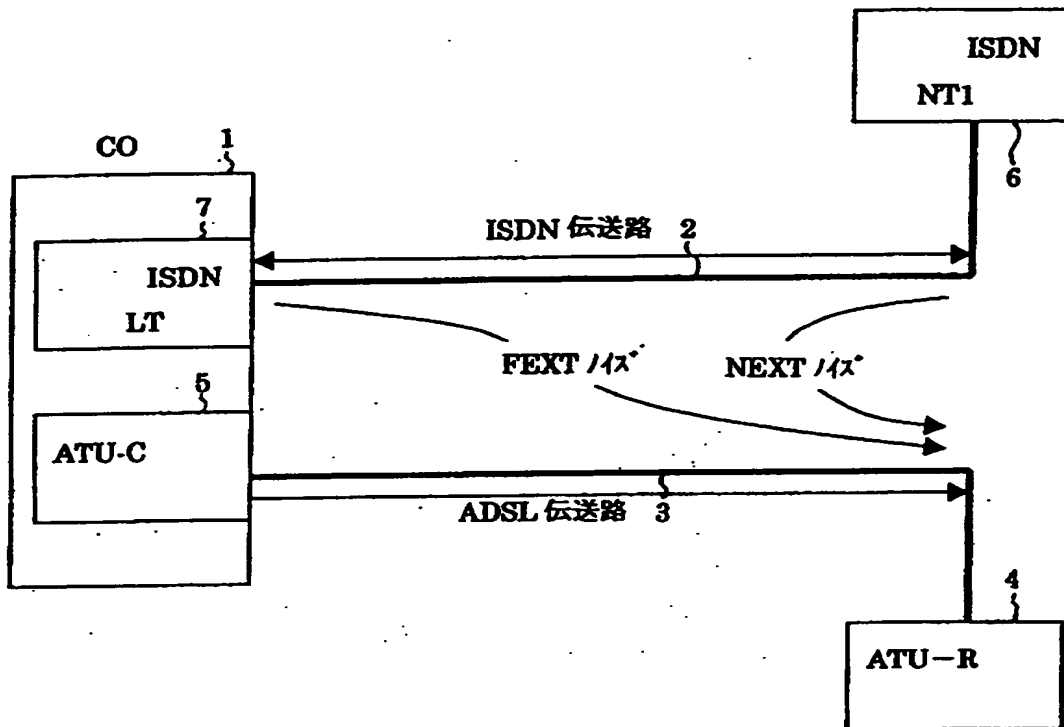 ISDN
NT1
6
CO
1
7
ISDN
LT
ISDN 伝送路 2
FEXT ﾉｲｽﾞ
NEXT ﾉｲｽﾞ
5
ATU-C
ADSL 伝送路 3
4
ATU－R